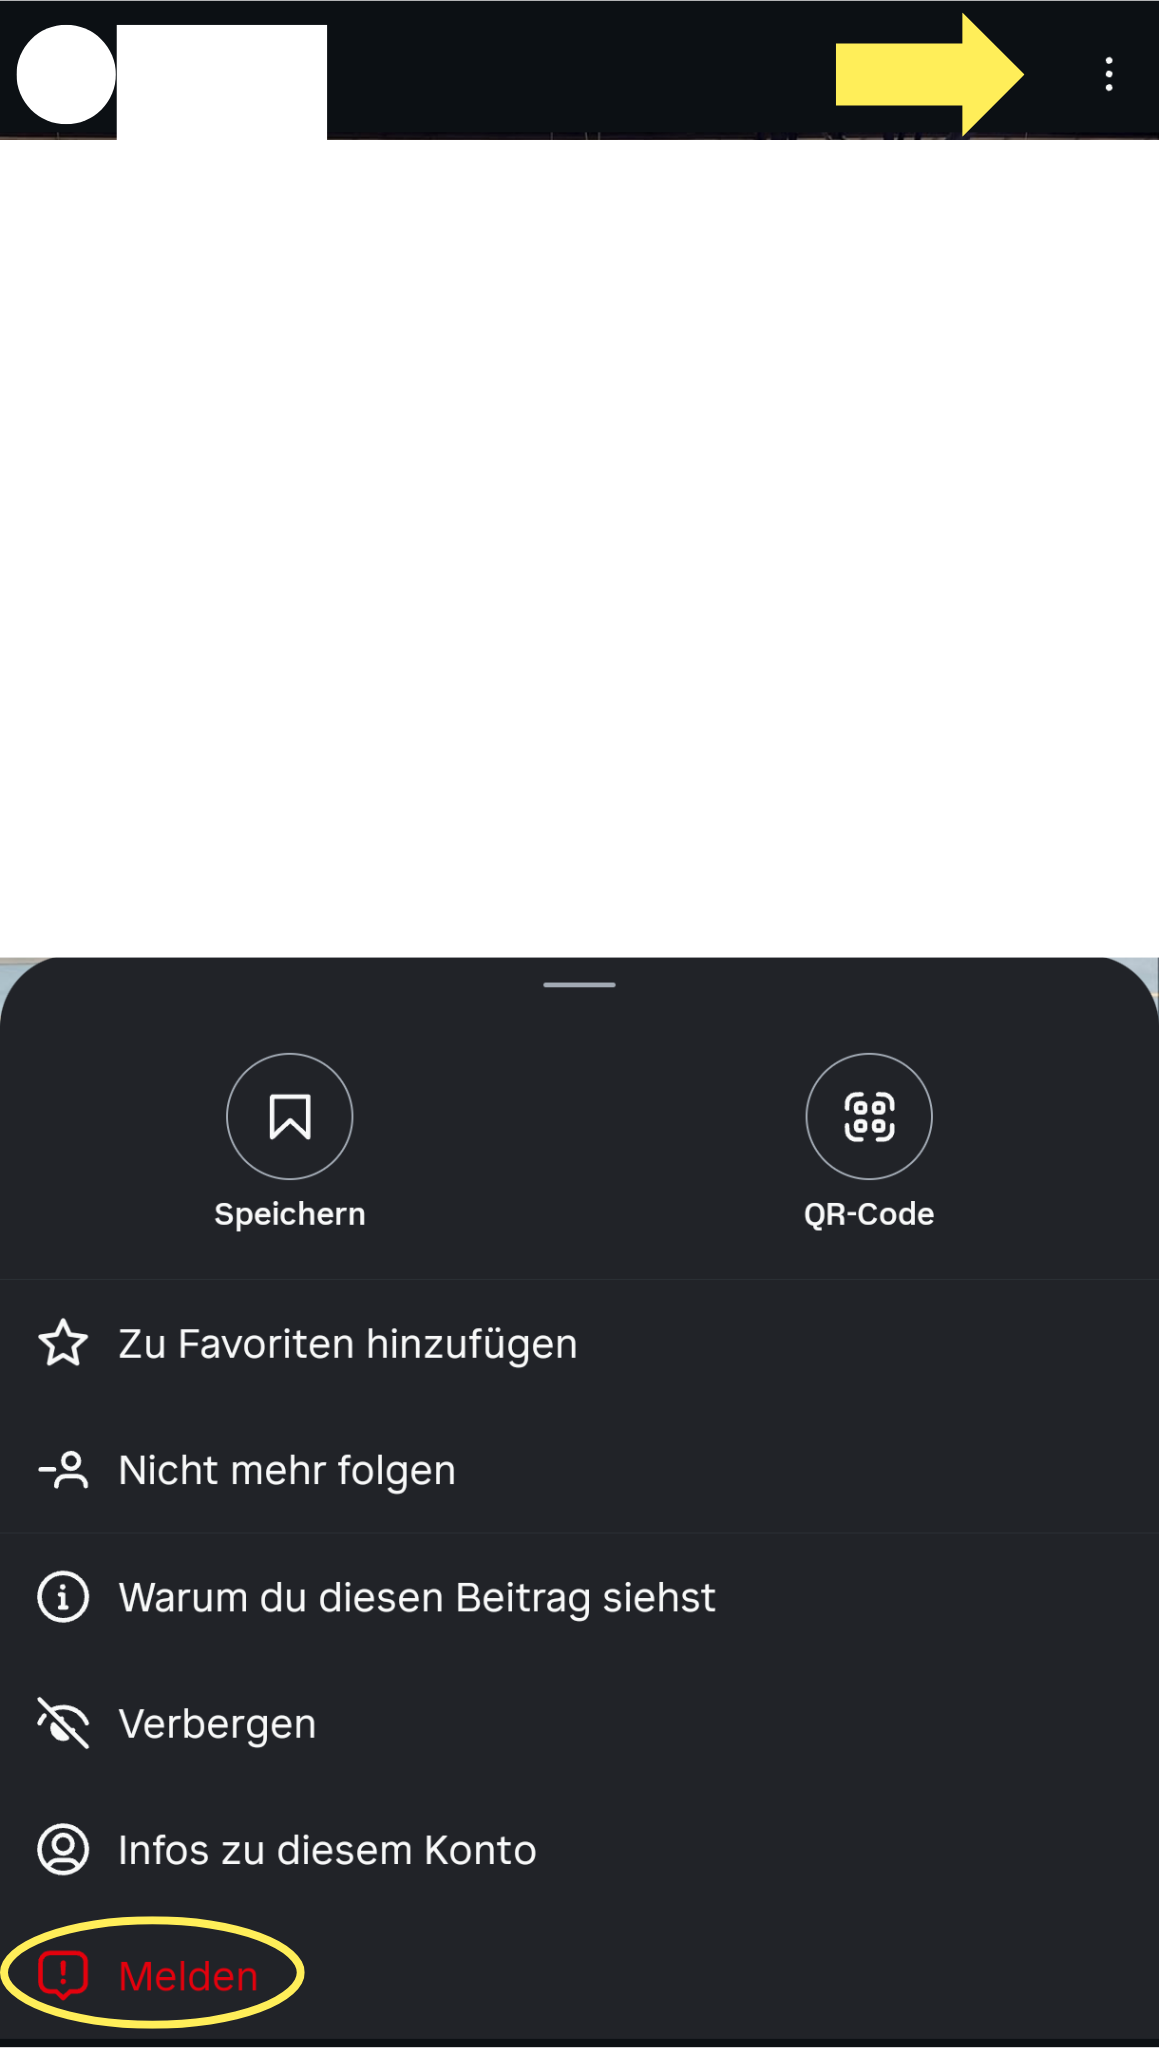 Speichern
QR-Code
Zu Favoriten hinzufügen
Nicht mehr folgen
Warum du diesen Beitrag siehst
Verbergen
Infos zu diesem Konto
Melden